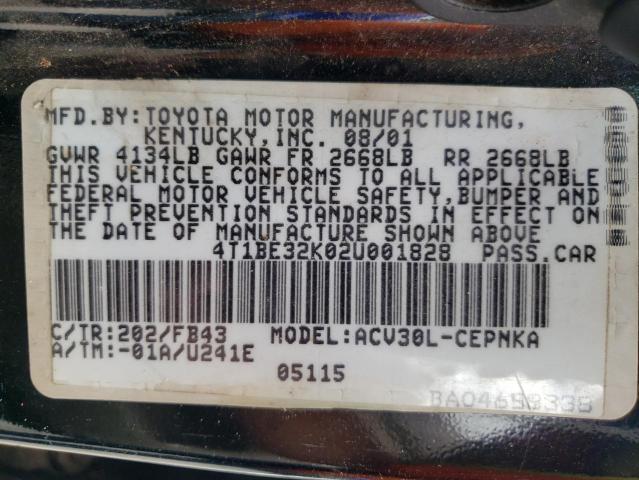 MFD.BY:TOYOTA MOTOR MANUFACTURING,
KENTUCKY,INC. 08/01
GVWR 4134LB GAWR FR 2668LB RR 2668LB
THIS VEHICLE CONFORMS TO ALL APPLICABLE
FEDERAL MOTOR VEHICLE SAFETY,BUMPER AND
THEFT PREVENTION STANDARDS IN EFFECT ON
THE DATE OF MANUFACTURE SHOWN ABOVE
4T1BE32K02U001828 PASS.CAR
C/TR:202/FB43 MODEL:ACV30L-CEPNKA
A/TM:-01A/U241E
05115